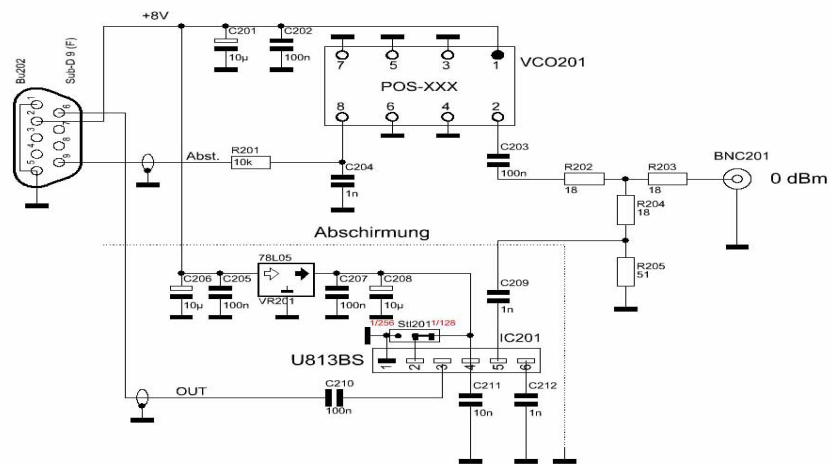 +8V
C201
10µ
C202
100n
7
5
3
1
VCO201
POS-XXX
8
6
4
2
Bu202
Sub-D 9 (F)
1
2
3
4
5
6
7
8
9
Abst.
R201
10k
C204
1n
C203
100n
R202
18
R203
18
BNC201
0 dBm
R204
18
R205
51
Abschirmung
78L05
VR201
C206
10µ
C205
100n
C207
100n
C208
10µ
C209
1n
1/256
Stl201
1/128
IC201
U813BS
1
2
3
4
5
6
OUT
C210
100n
C211
10n
C212
1n